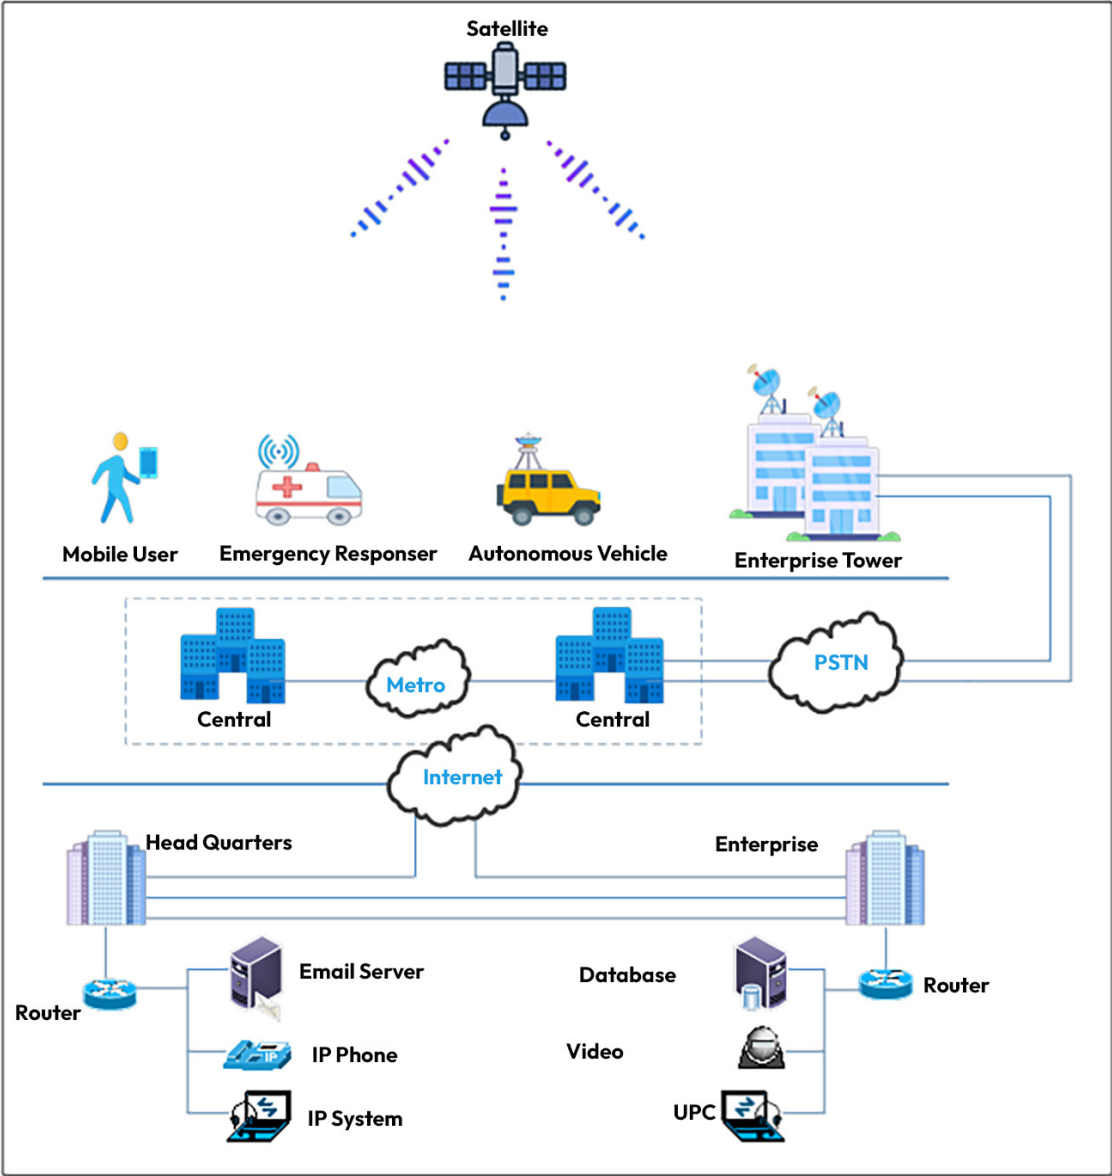 Satellite
Mobile User
Emergency Responser
Autonomous Vehicle
Enterprise Tower
Metro
PSTN
Central
Central
Internet
Head Quarters
Enterprise
Email Server
Database
Router
Router
IP Phone
IP
Video
IP System
UPC